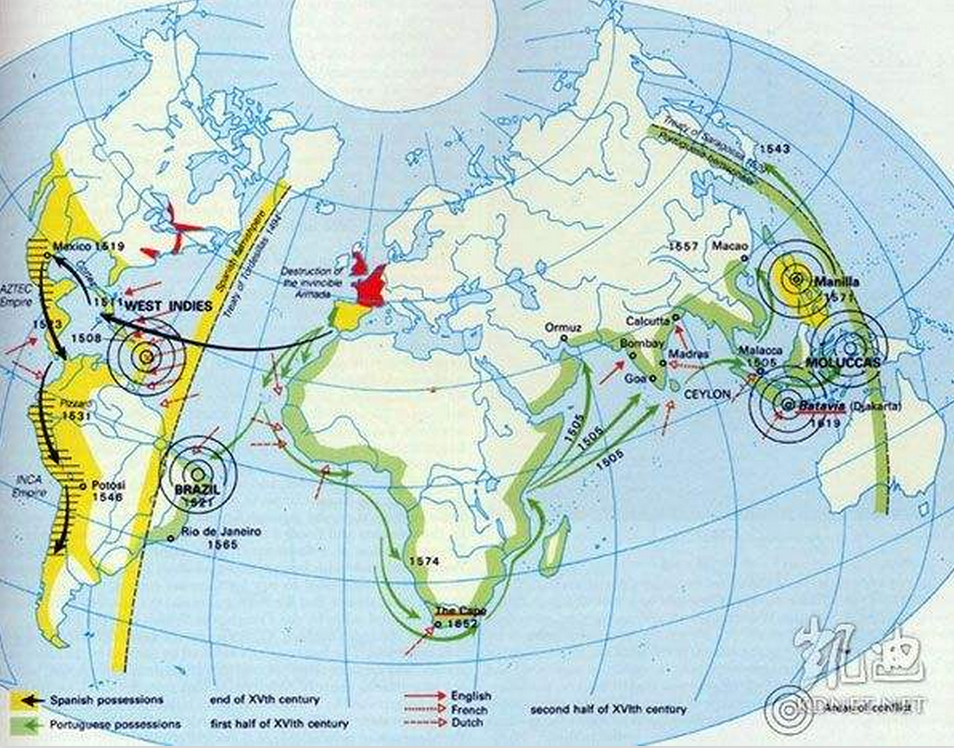 Treaty of Saragossa 1529
Portuguese hemisphere
1543
Spanish hemisphere
Treaty of Tordesillas 1494
Mexico 1519
Cortez
AZTEC
Empire
1511
WEST INDIES
1523
1508
Destruction of
the invincible
Armada
1557 Macao
Manilla
1571
Ormuz
Calcutta
Bombay
Madras
Goa
CEYLON
Malacca
1505
MOLUCCAS
Batavia (Djakarta)
1619
Pizzaro
1531
1505
1505
1505
INCA
Empire
Potosi
1546
BRAZIL
1521
Rio de Janeiro
1565
1574
The Cape
1652
Spanish possessions end of XVth century
Portuguese possessions first half of XVIth century
English
French
Dutch
second half of XVIth century
Areas of conflict
凯迪
KDNET.NET